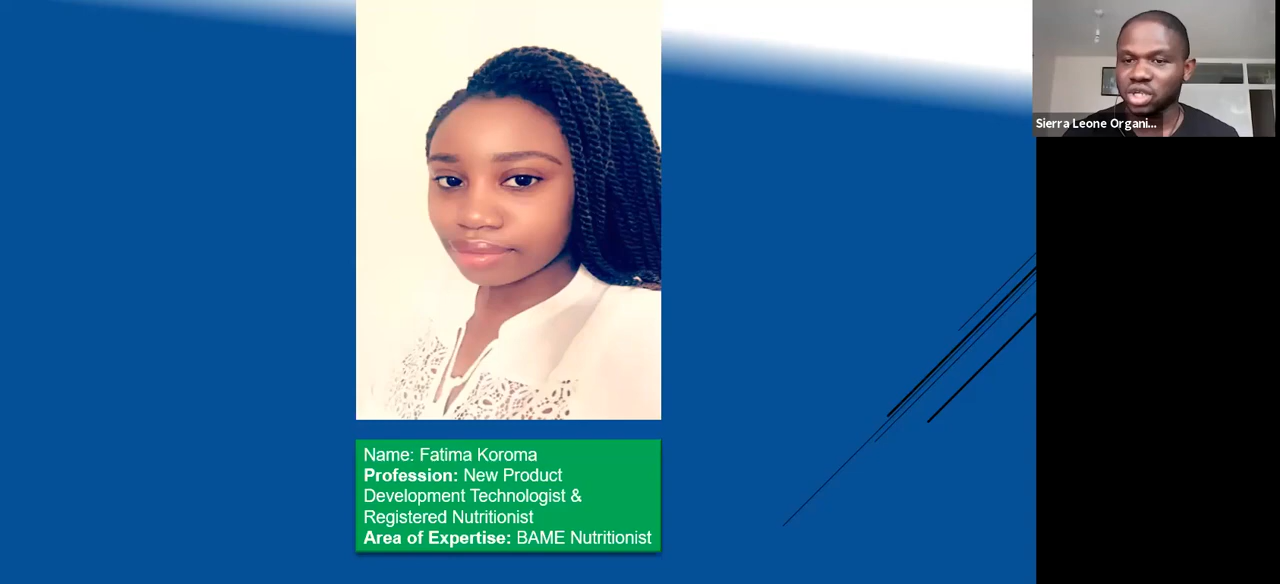 Sierra Leone Organi...
Name: Fatima Koroma
Profession: New Product
Development Technologist &
Registered Nutritionist
Area of Expertise: BAME Nutritionist